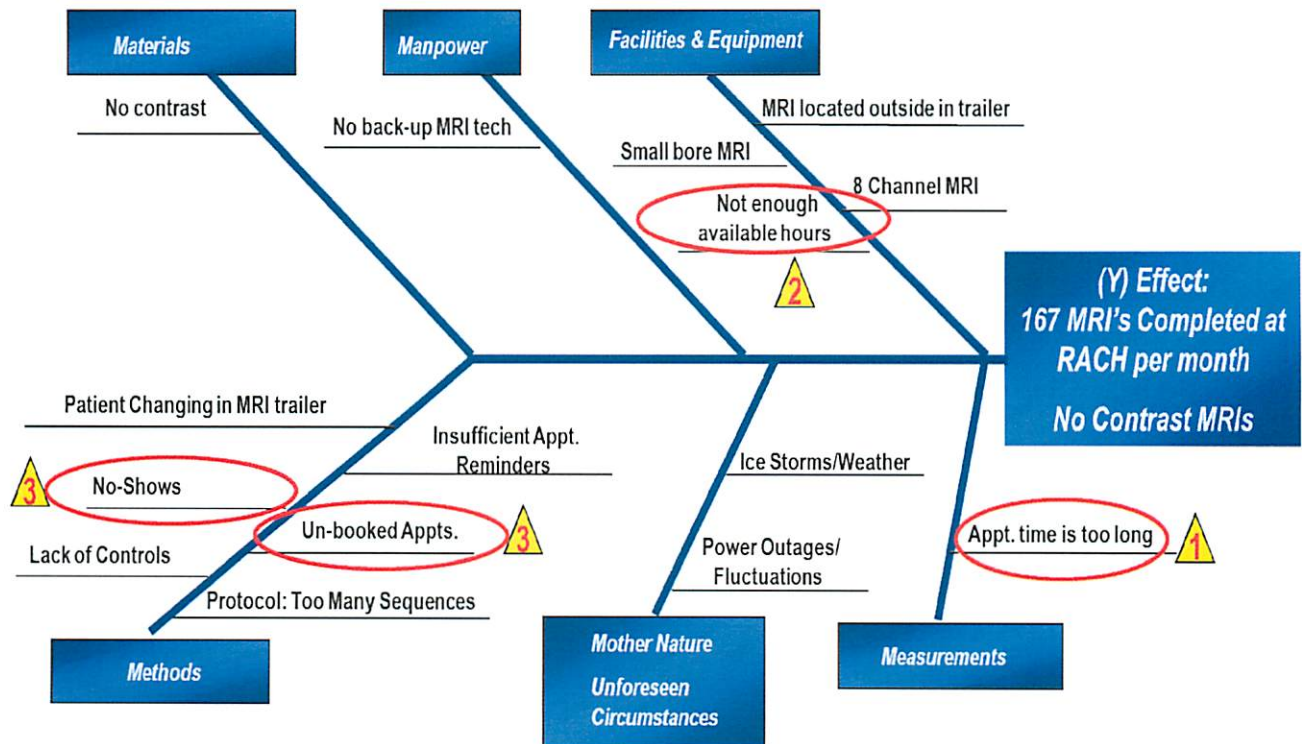 Materials
Manpower
Facilities & Equipment
No contrast
No back-up MRI tech
MRI located outside in trailer
Small bore MRI
8 Channel MRI
Not enough
available hours
2
(Y) Effect:
167 MRI's Completed at
RACH per month
No Contrast MRIs
Patient Changing in MRI trailer
Insufficient Appt.
Reminders
3
No-Shows
Un-booked Appts.
3
Lack of Controls
Protocol: Too Many Sequences
Methods
Ice Storms/Weather
Power Outages/
Fluctuations
Mother Nature
Unforeseen
Circumstances
Appt. time is too long
1
Measurements